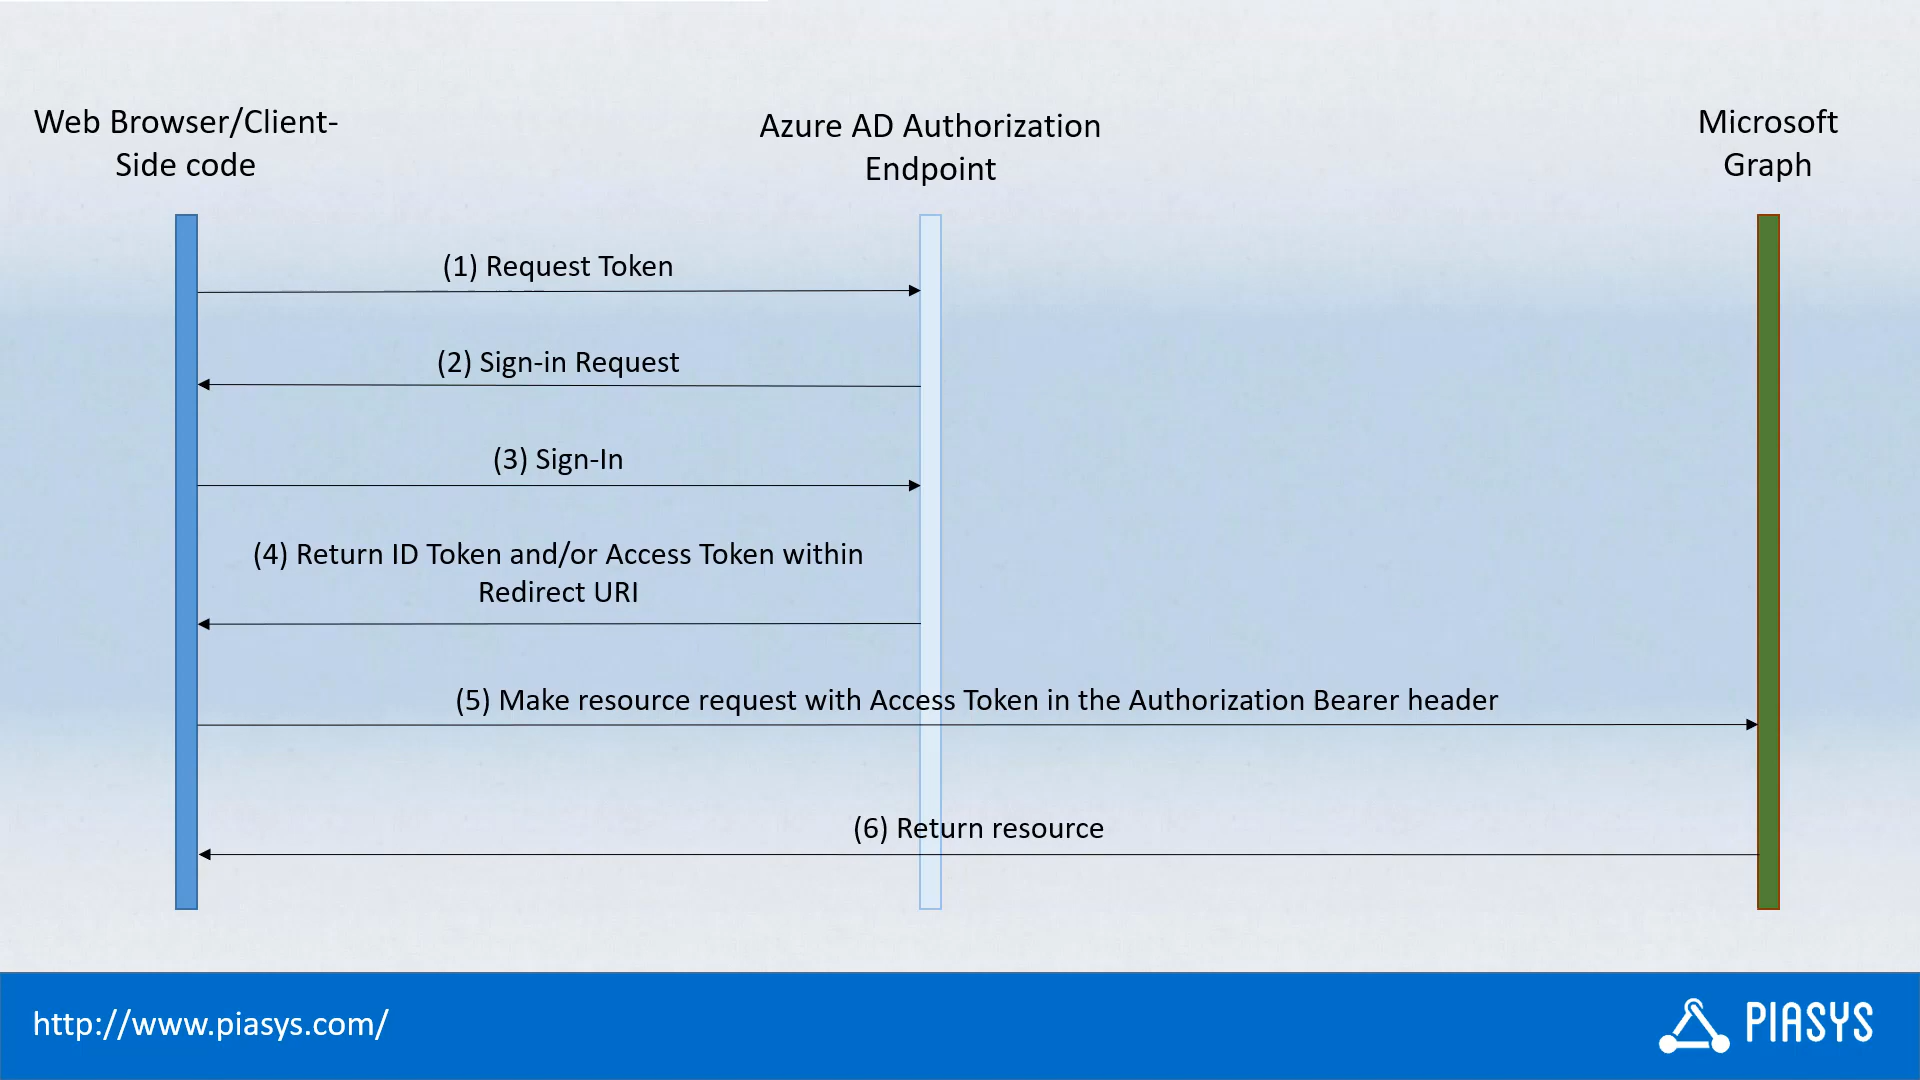 Web Browser/Client-
Side code
Azure AD Authorization
Endpoint
Microsoft
Graph
(1) Request Token
(2) Sign-in Request
(3) Sign-In
(4) Return ID Token and/or Access Token within
Redirect URI
(5) Make resource request with Access Token in the Authorization Bearer header
(6) Return resource
http://www.piasys.com/
PIASYS